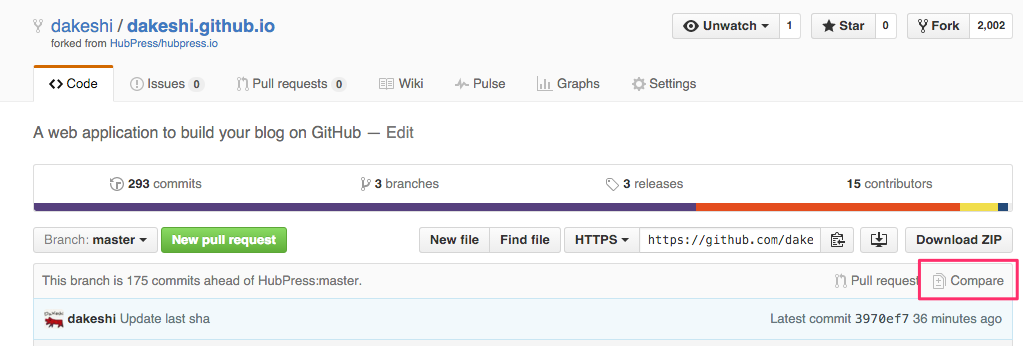 dakeshi / dakeshi.github.io Unwatch 1 Star 0 Fork 2,002
forked from HubPress/hubpress.io
Code Issues 0 Pull requests 0 Wiki Pulse Graphs Settings
A web application to build your blog on GitHub — Edit
293 commits 3 branches 3 releases 15 contributors
Branch: master New pull request New file Find file HTTPS https://github.com/dake Download ZIP
This branch is 175 commits ahead of HubPress:master. Pull request Compare
dakeshi Update last sha Latest commit 3970ef7 36 minutes ago